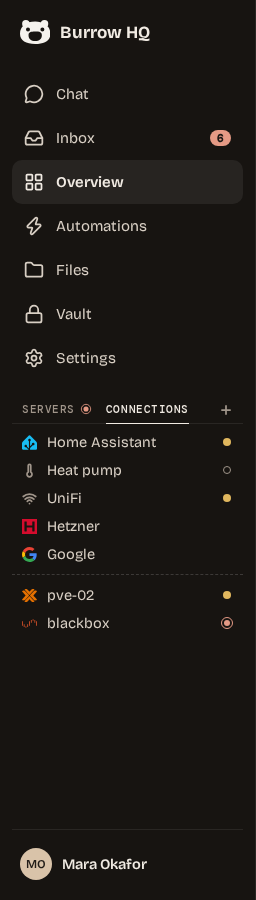 Burrow HQ
Chat
Inbox 6
Overview
Automations
Files
Vault
Settings
SERVERS CONNECTIONS +
Home Assistant
Heat pump
UniFi
Hetzner
Google
pve-02
blackbox
MO Mara Okafor